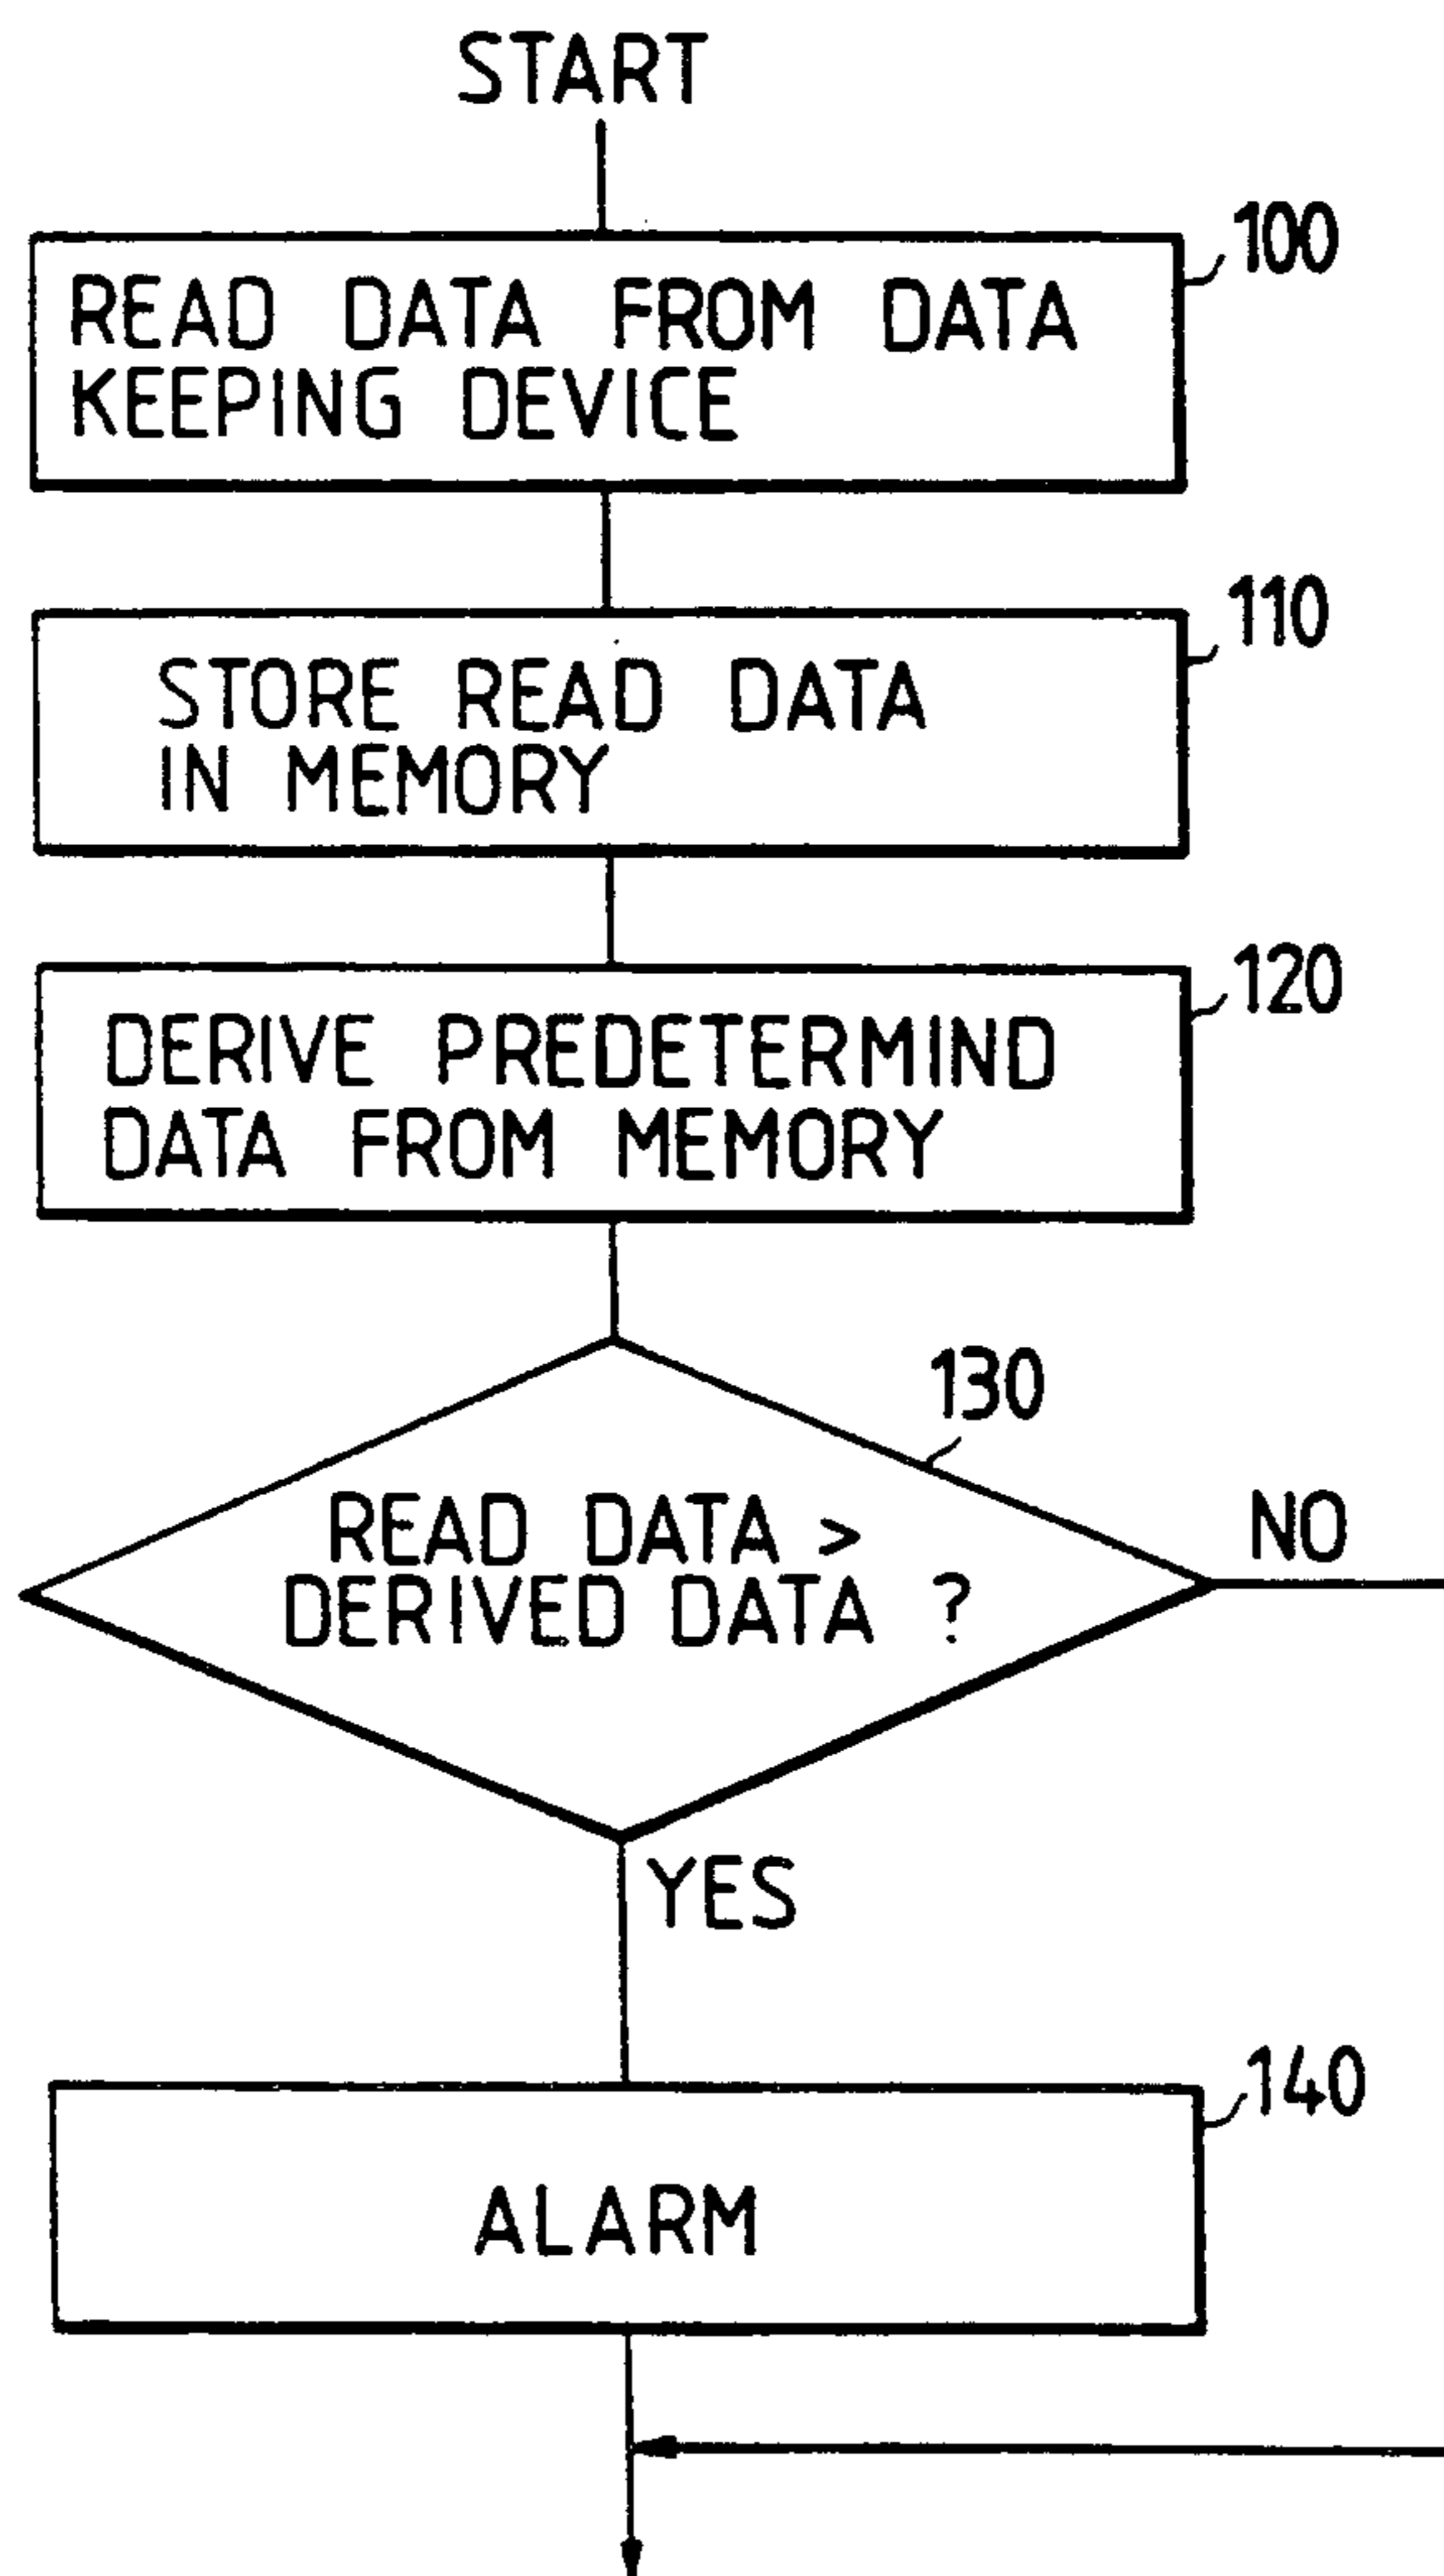 START
100
READ DATA FROM DATA
KEEPING DEVICE
110
STORE READ DATA
IN MEMORY
120
DERIVE PREDETERMIND
DATA FROM MEMORY
130
READ DATA >
DERIVED DATA ?
NO
YES
140
ALARM